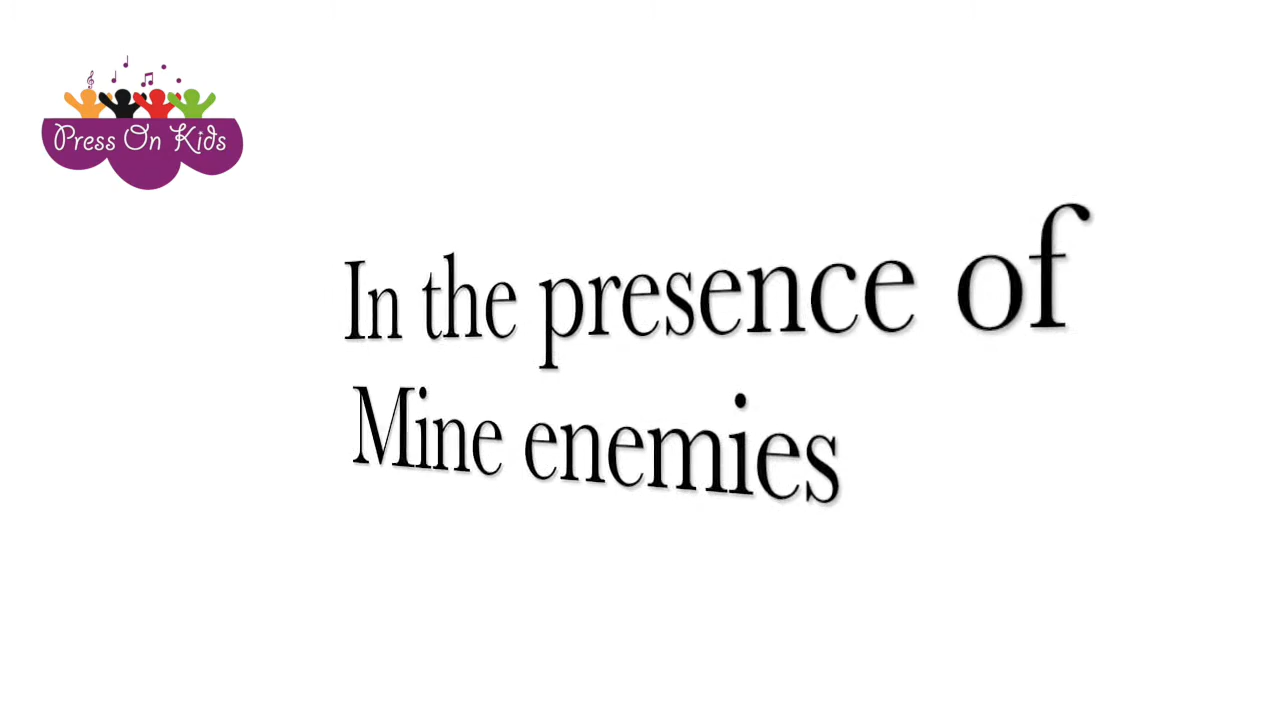 Press On Kids
In the presence of
Mine enemies